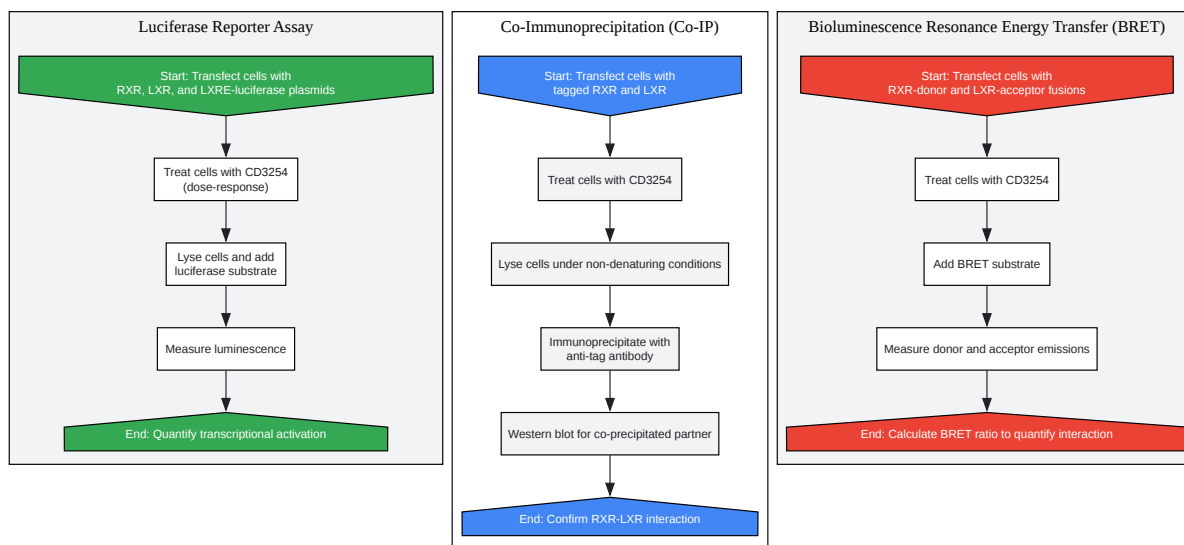 Luciferase Reporter Assay
Start: Transfect cells with
RXR, LXR, and LXRE-luciferase plasmids
Treat cells with CD3254
(dose-response)
Lyse cells and add
luciferase substrate
Measure luminescence
End: Quantify transcriptional activation
Co-Immunoprecipitation (Co-IP)
Start: Transfect cells with
tagged RXR and LXR
Treat cells with CD3254
Lyse cells under non-denaturing conditions
Immunoprecipitate with
anti-tag antibody
Western blot for co-precipitated partner
End: Confirm RXR-LXR interaction
Bioluminescence Resonance Energy Transfer (BRET)
Start: Transfect cells with
RXR-donor and LXR-acceptor fusions
Treat cells with CD3254
Add BRET substrate
Measure donor and acceptor emissions
End: Calculate BRET ratio to quantify interaction